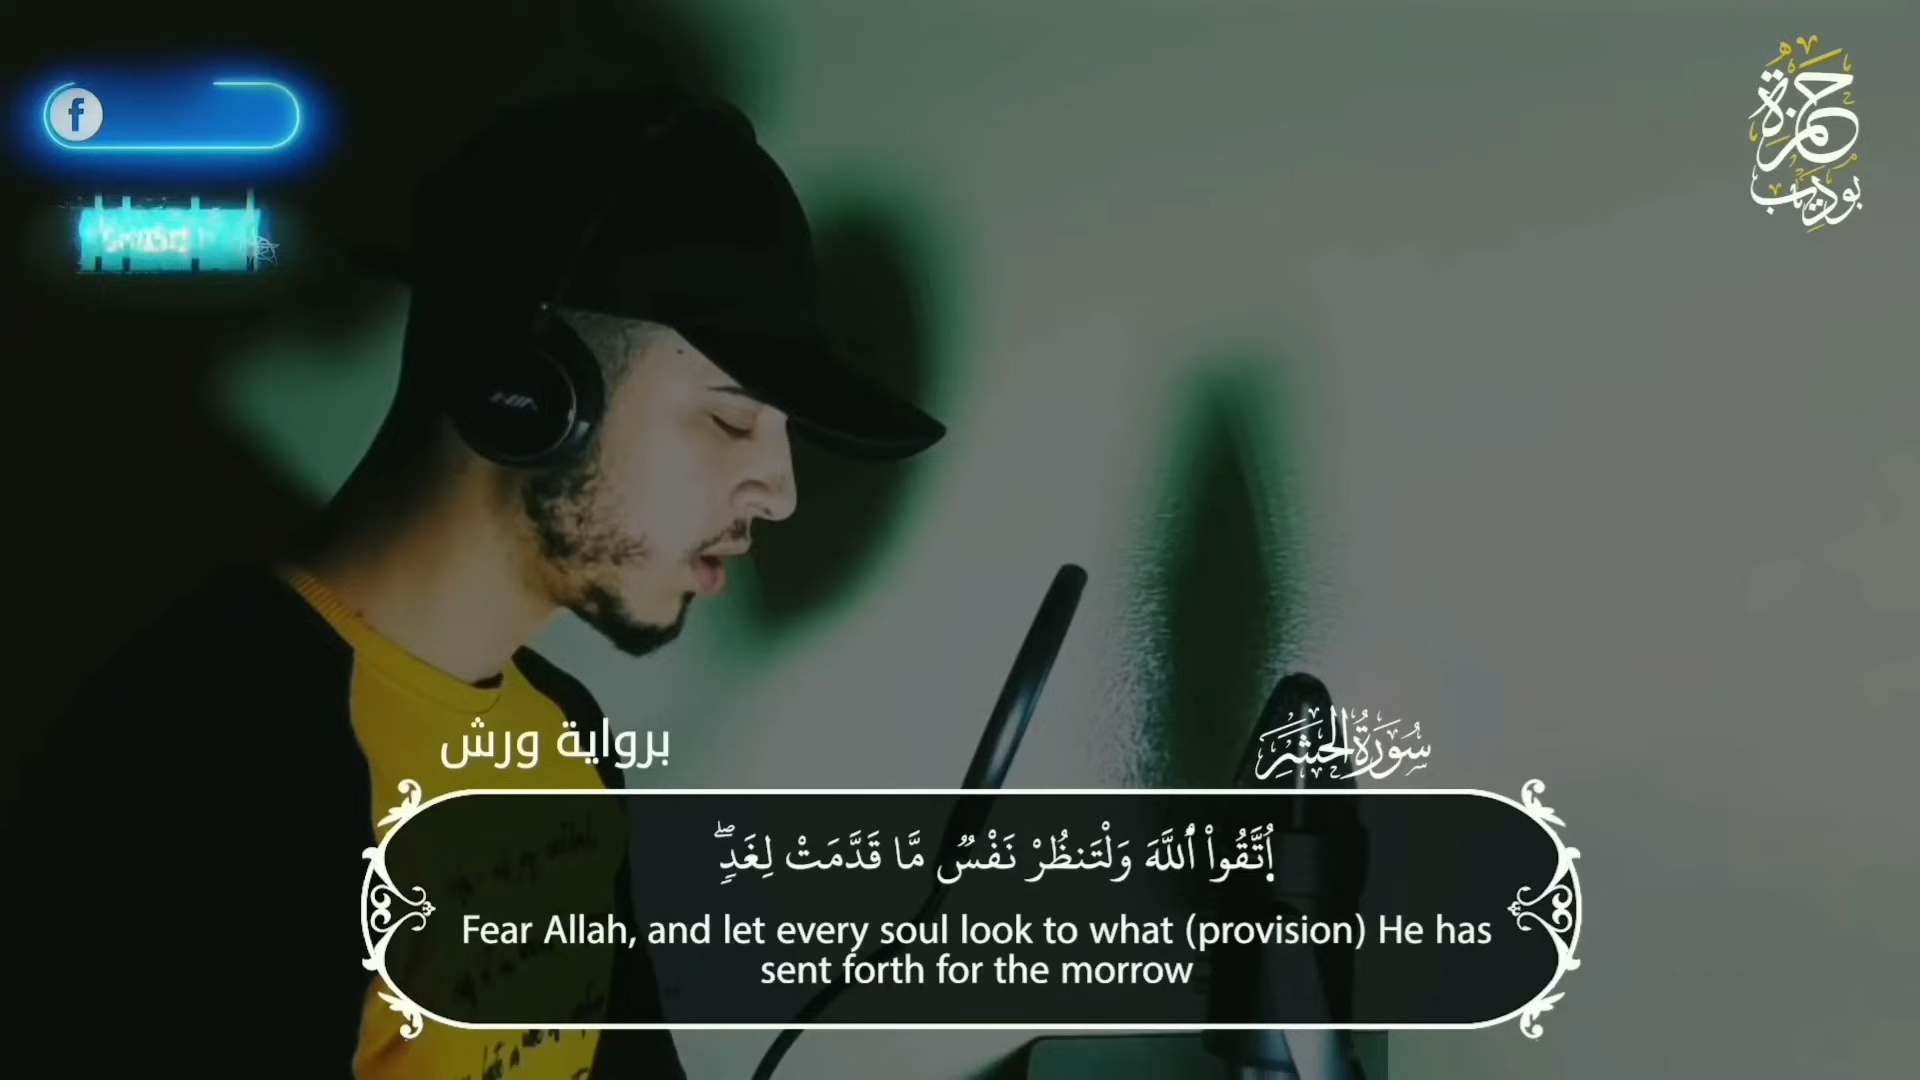 f
حمزة
بوديب
برواية ورش
سُورَةُ الحَشْرِ
اِ۪تَّقُواْ اُ۬للَّهَ وَلْتَنظُرْ نَفْسٞ مَّا قَدَّمَتْ لِغَدٖۖ
Fear Allah, and let every soul look to what (provision) He has
sent forth for the morrow